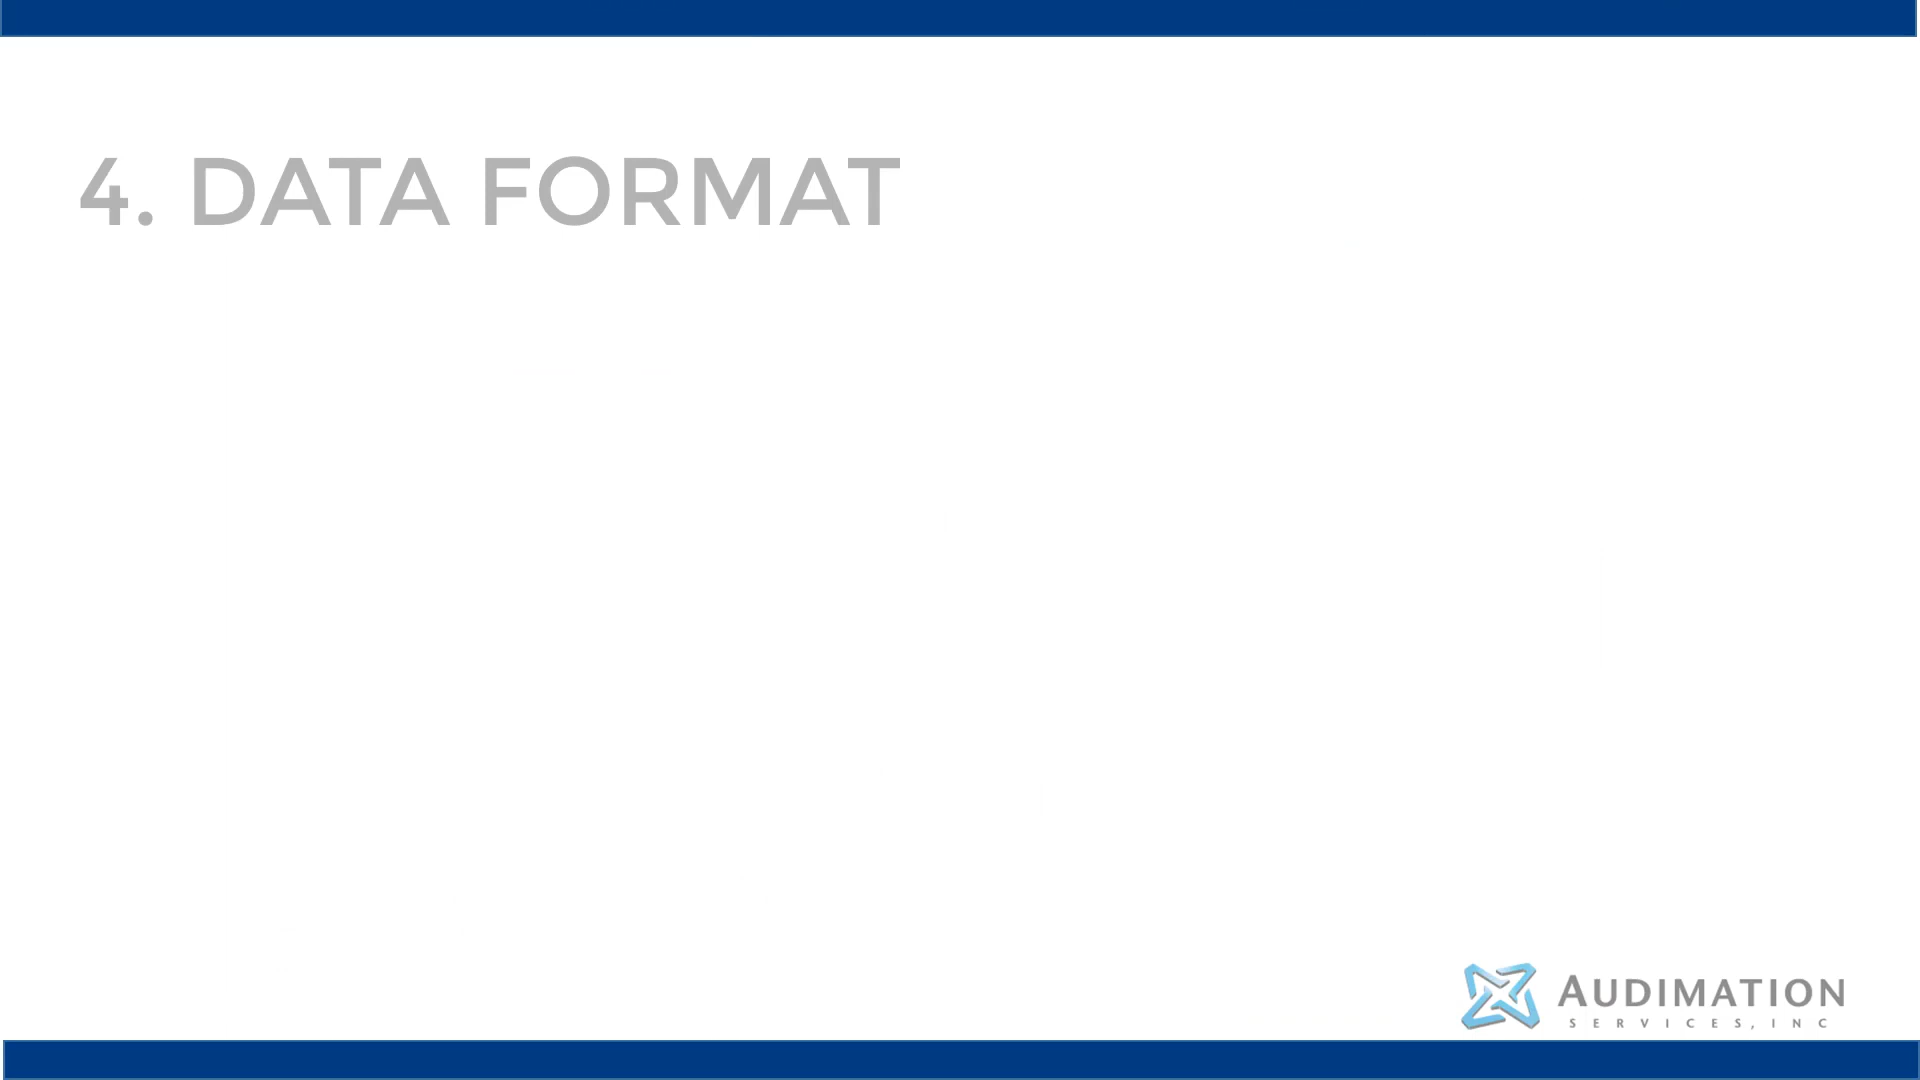 4. DATA FORMAT
AUDIMATION
SERVICES, INC